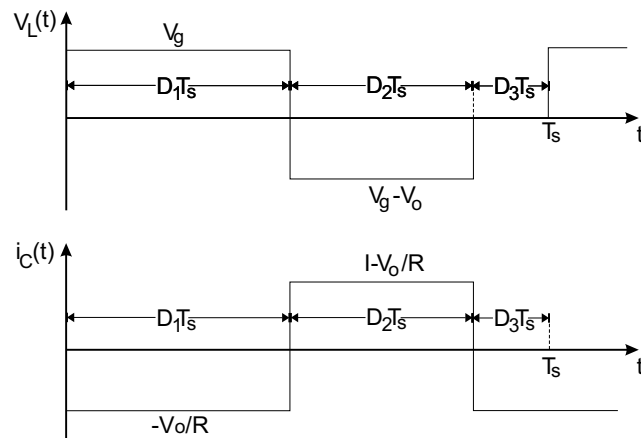 V_L(t)
V_g
D_1T_s D_2T_s D_3T_s
T_s t
V_g-V_o
i_C(t)
I-V_o/R
D_1T_s D_2T_s D_3T_s
T_s t
-V_o/R